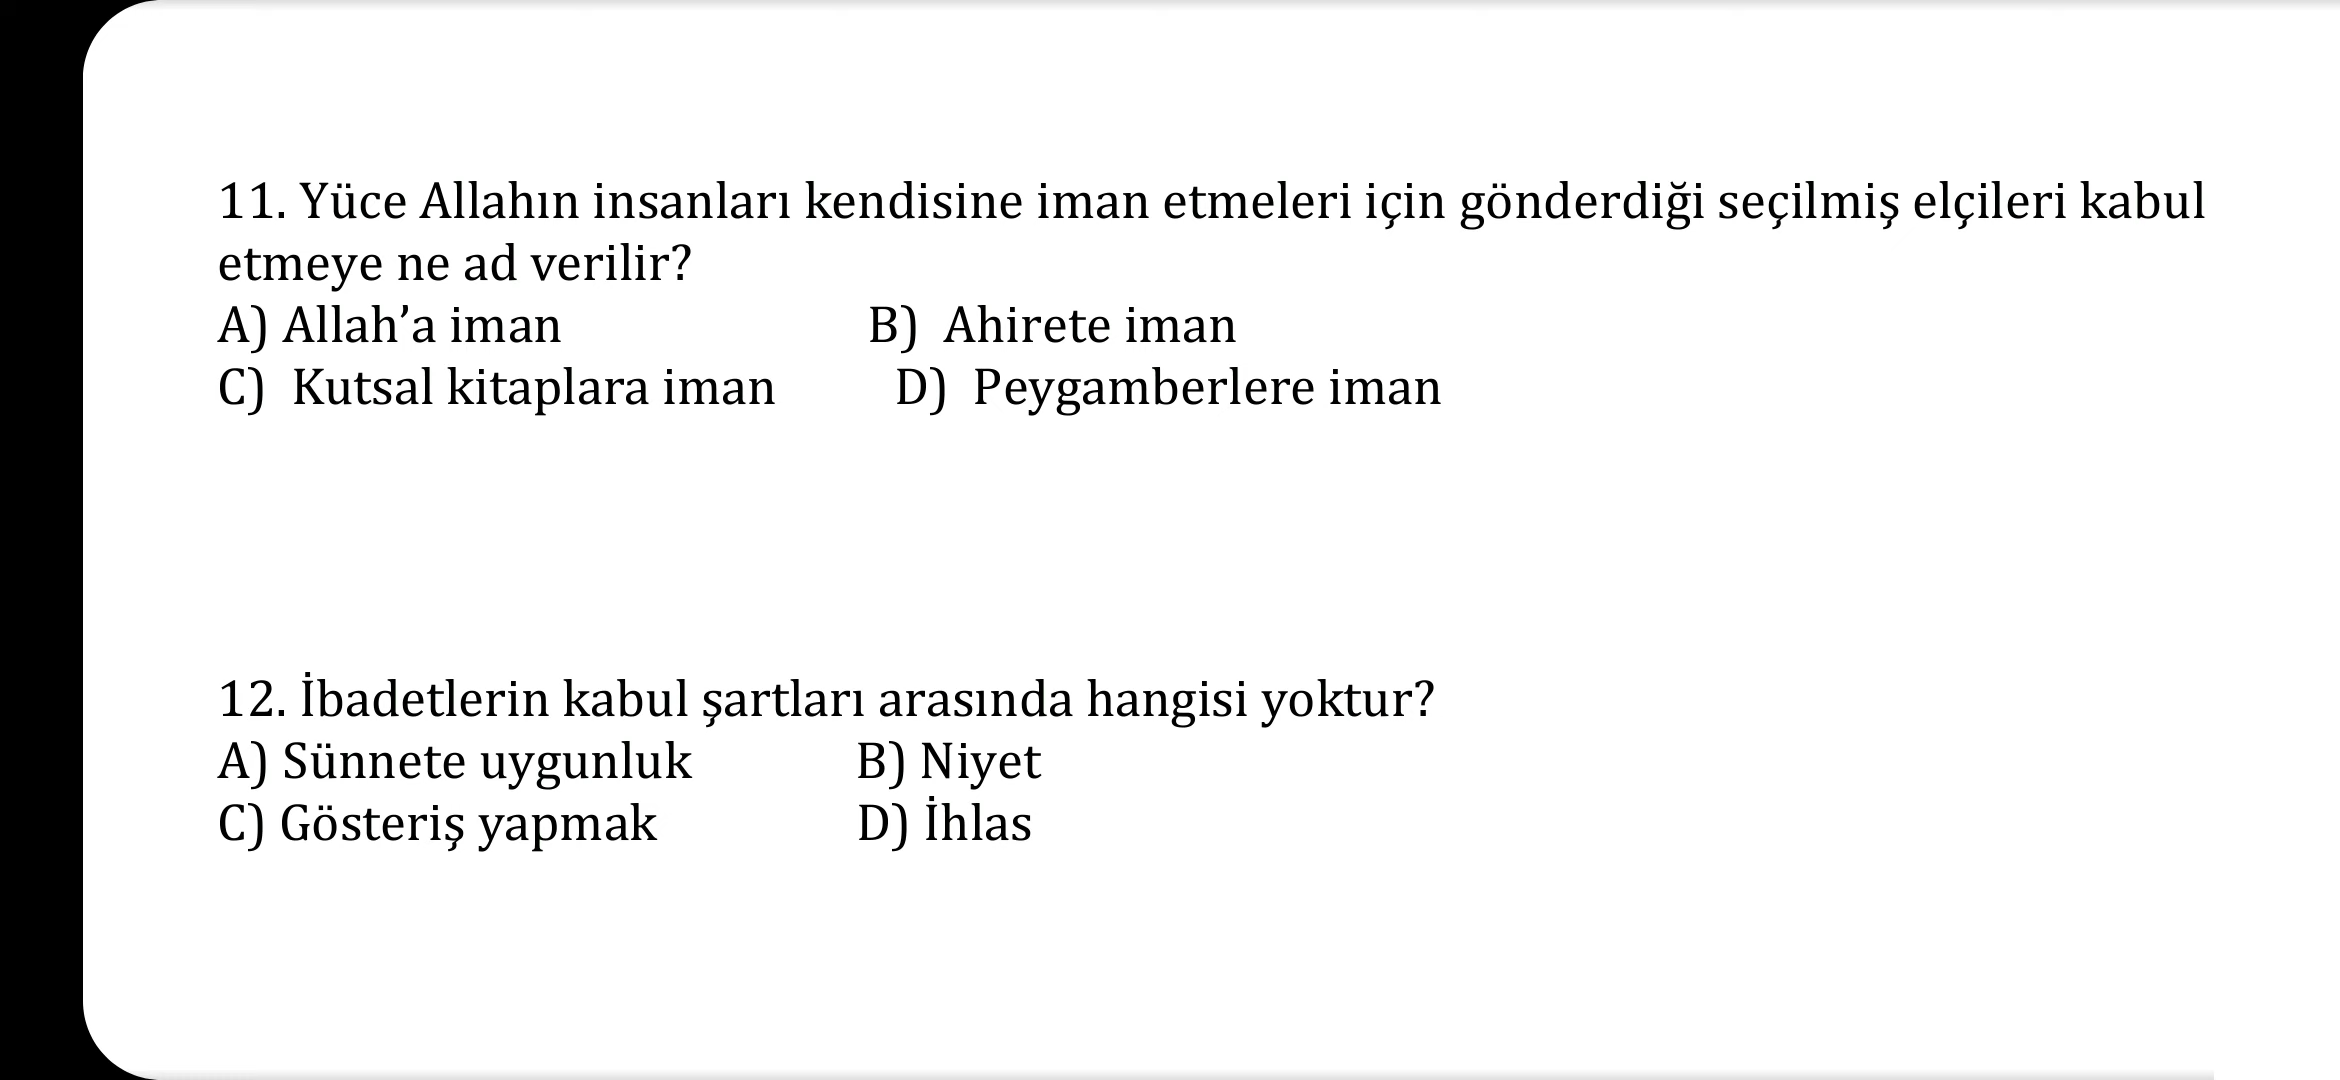 11. Yüce Allahın insanları kendisine iman etmeleri için gönderdiği seçilmiş elçileri kabul
etmeye ne ad verilir?
A) Allah’a iman B) Ahirete iman
C) Kutsal kitaplara iman D) Peygamberlere iman
12. İbadetlerin kabul şartları arasında hangisi yoktur?
A) Sünnete uygunluk B) Niyet
C) Gösteriş yapmak D) İhlas